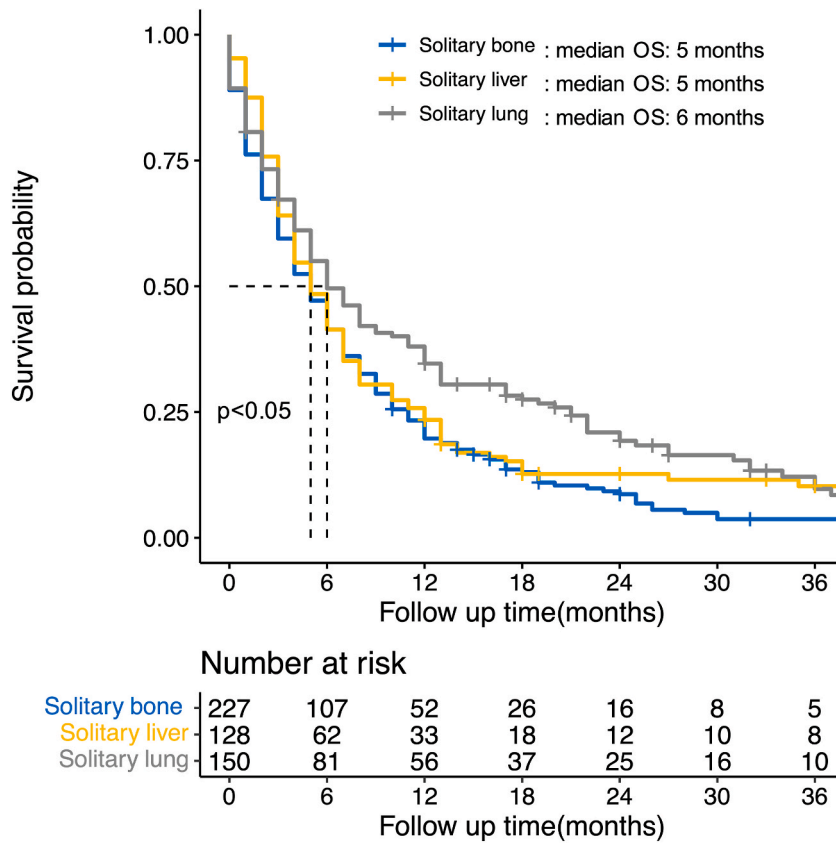 Survival probability
1.00
0.75
0.50
0.25
0.00
Solitary bone : median OS: 5 months
Solitary liver : median OS: 5 months
Solitary lung : median OS: 6 months
p<0.05
0 6 12 18 24 30 36
Follow up time(months)
Number at risk
Solitary bone 227 107 52 26 16 8 5
Solitary liver 128 62 33 18 12 10 8
Solitary lung 150 81 56 37 25 16 10
0 6 12 18 24 30 36
Follow up time(months)